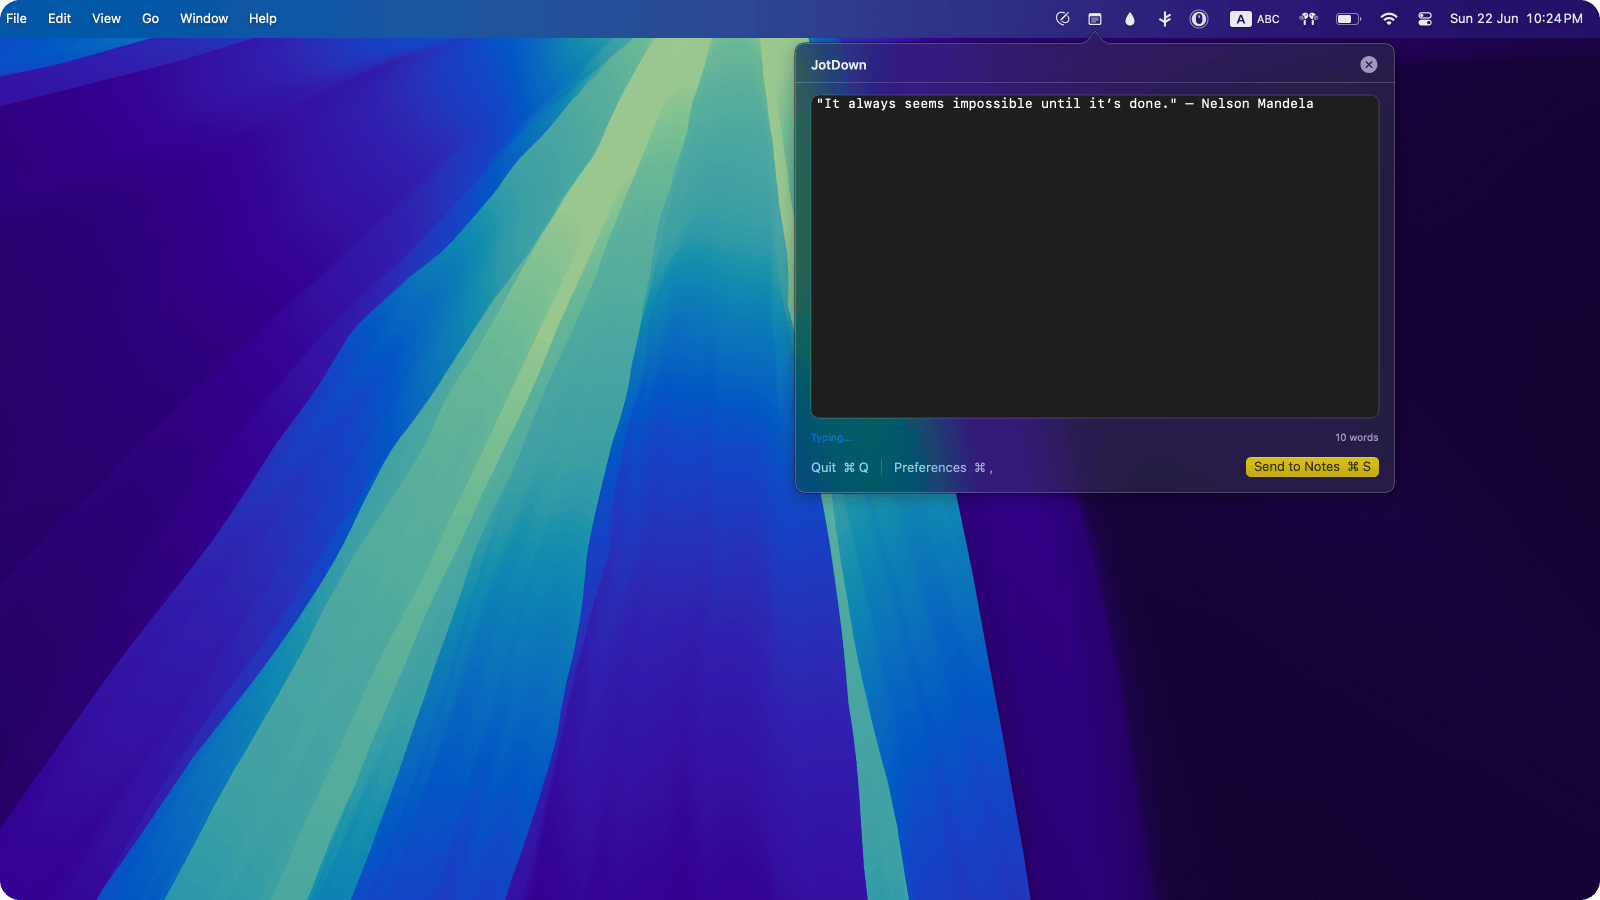 File Edit View Go Window Help A ABC Sun 22 Jun 10:24 PM
JotDown
"It always seems impossible until it's done." — Nelson Mandela
Typing... 10 words
Quit ⌘ Q Preferences ⌘ , Send to Notes ⌘ S